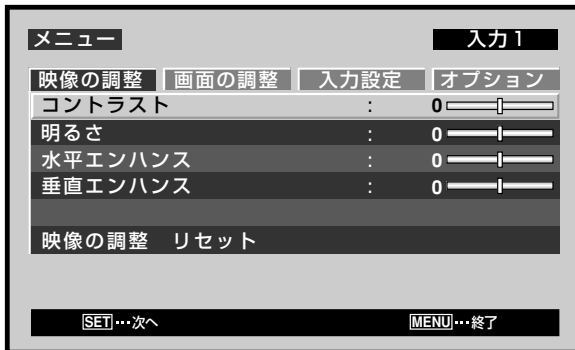 メニュー 入力1
映像の調整 画面の調整 入力設定 オプション
コントラスト : 0
明るさ : 0
水平エンハンス : 0
垂直エンハンス : 0
映像の調整 リセット
SET…次へ MENU…終了